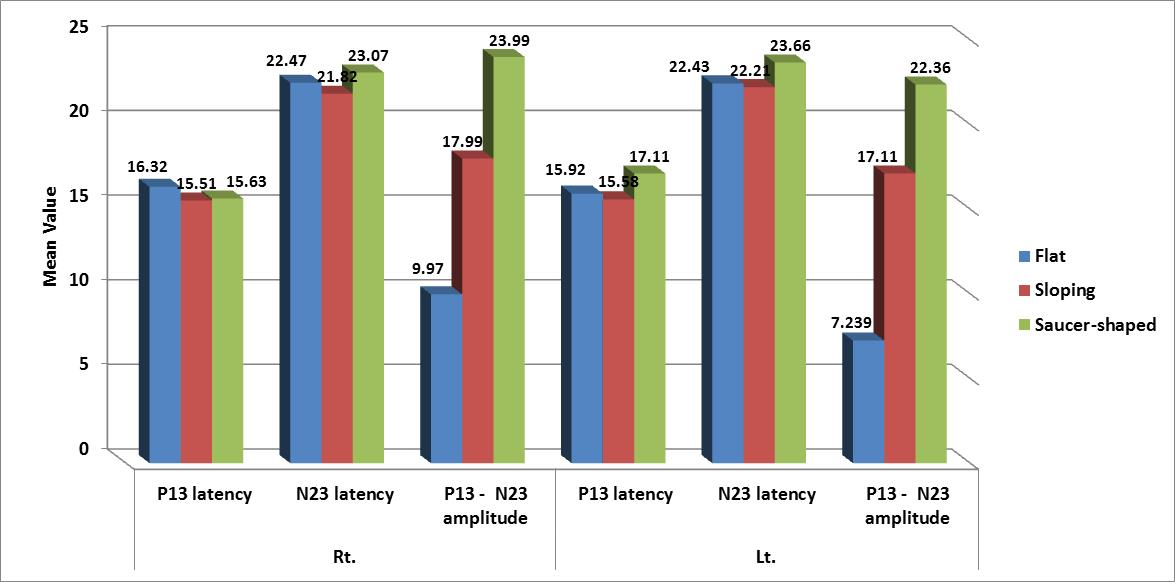 25
20
15
10
5
0
Mean Value
16.32
15.51
15.63
22.47
21.82
23.07
9.97
17.99
23.99
15.92
15.58
17.11
22.43
22.21
23.66
7.239
17.11
22.36
P13 latency
N23 latency
P13 - N23
amplitude
P13 latency
N23 latency
P13 - N23
amplitude
Rt.
Lt.
Flat
Sloping
Saucer-shaped